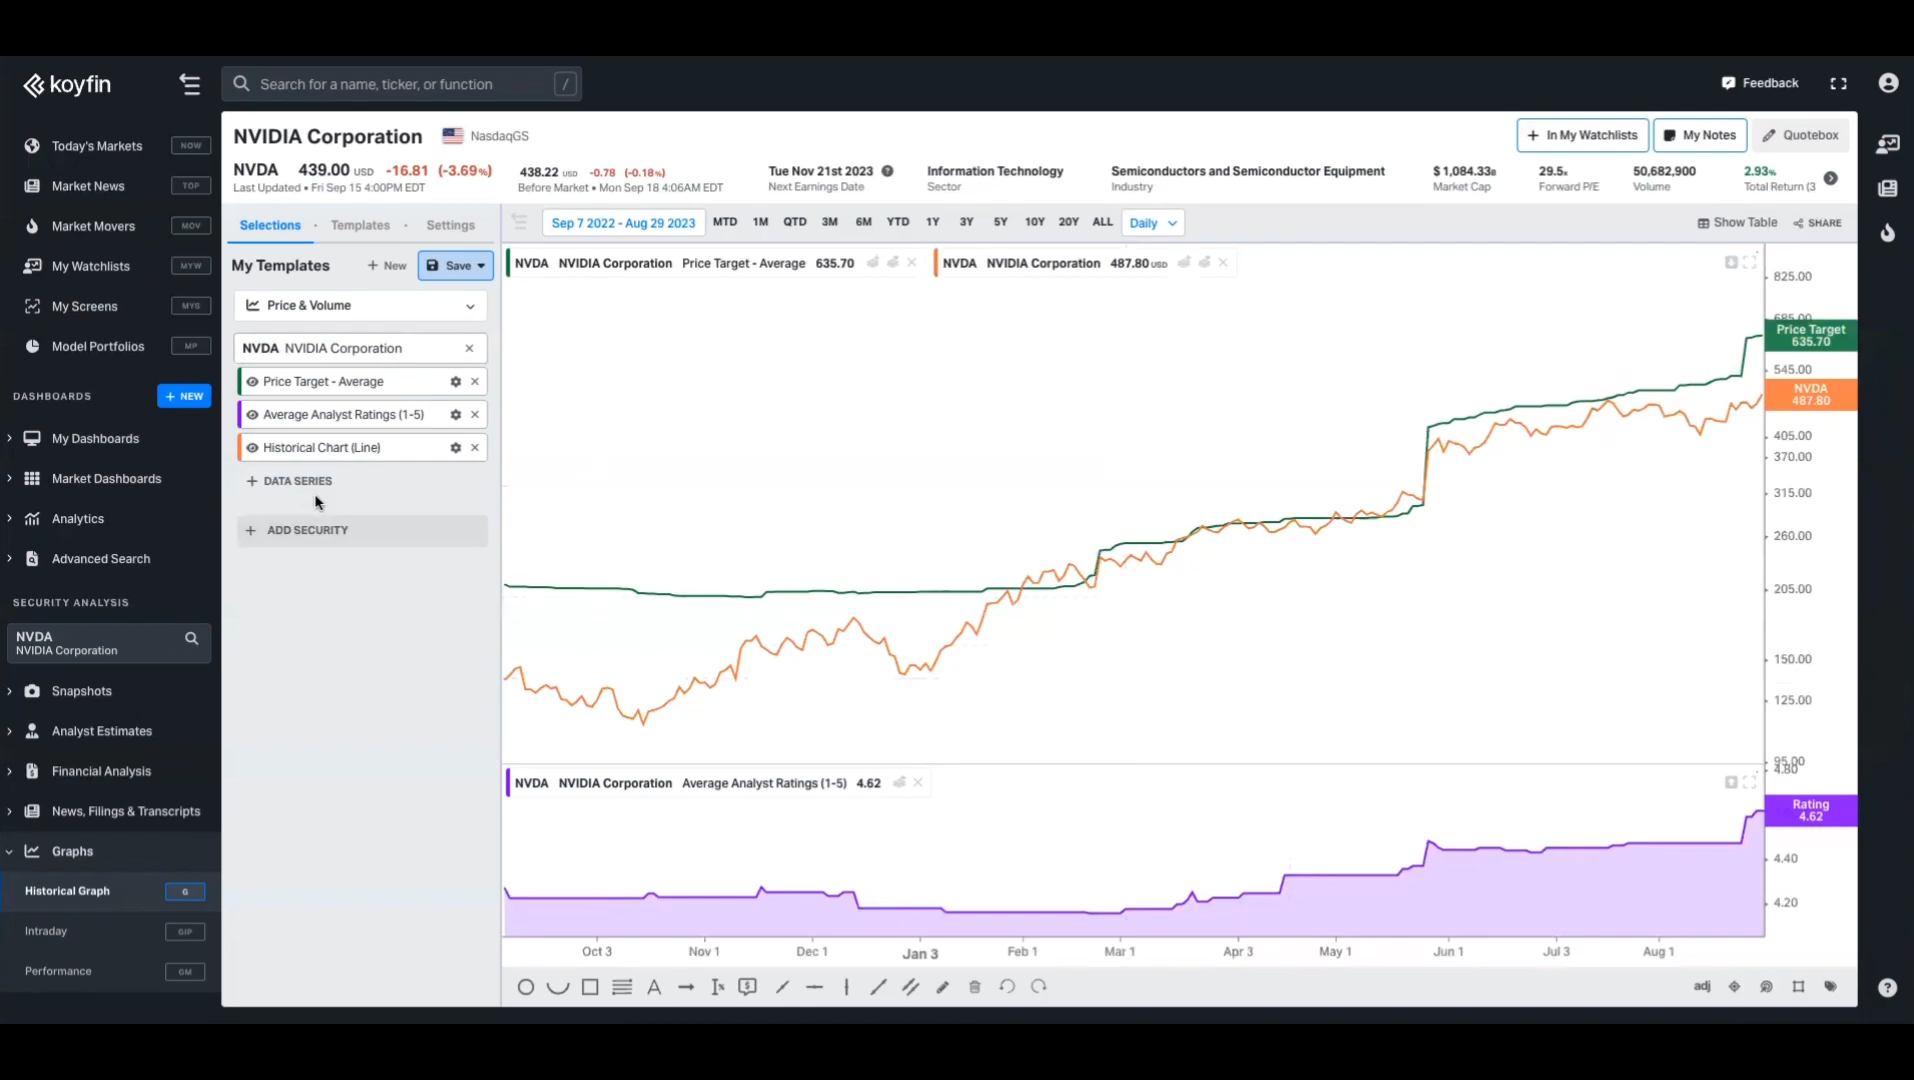 koyfin
Search for a name, ticker, or function /
Feedback
Today's Markets NOW
Market News TOP
Market Movers MOV
My Watchlists MYW
My Screens MYS
Model Portfolios MP
DASHBOARDS + NEW
My Dashboards
Market Dashboards
Analytics
Advanced Search
SECURITY ANALYSIS
NVDA
NVIDIA Corporation
Snapshots
Analyst Estimates
Financial Analysis
News, Filings & Transcripts
Graphs
Historical Graph G
Intraday GIP
Performance GM
NVIDIA Corporation NasdaqGS
+ In My Watchlists My Notes Quotebox
NVDA 439.00 USD -16.81 (-3.69%)
Last Updated • Fri Sep 15 4:00PM EDT
438.22 USD -0.78 (-0.18%)
Before Market • Mon Sep 18 4:06AM EDT
Tue Nov 21st 2023 ?
Next Earnings Date
Information Technology
Sector
Semiconductors and Semiconductor Equipment
Industry
$ 1,084.33B
Market Cap
29.5x
Forward P/E
50,682,900
Volume
2.93%
Total Return (3
Selections · Templates · Settings
My Templates + New Save
Price & Volume
NVDA NVIDIA Corporation ×
Price Target - Average ×
Average Analyst Ratings (1-5) ×
Historical Chart (Line) ×
+ DATA SERIES
+ ADD SECURITY
Sep 7 2022 - Aug 29 2023 MTD 1M QTD 3M 6M YTD 1Y 3Y 5Y 10Y 20Y ALL Daily
Show Table SHARE
NVDA NVIDIA Corporation Price Target - Average 635.70
NVDA NVIDIA Corporation 487.80 USD
825.00
685.00
Price Target
635.70
545.00
NVDA
487.80
405.00
370.00
315.00
260.00
205.00
150.00
125.00
95.00
4.80
NVDA NVIDIA Corporation Average Analyst Ratings (1-5) 4.62
Rating
4.62
4.40
4.20
Oct 3 Nov 1 Dec 1 Jan 3 Feb 1 Mar 1 Apr 3 May 1 Jun 1 Jul 3 Aug 1
A
adj
?